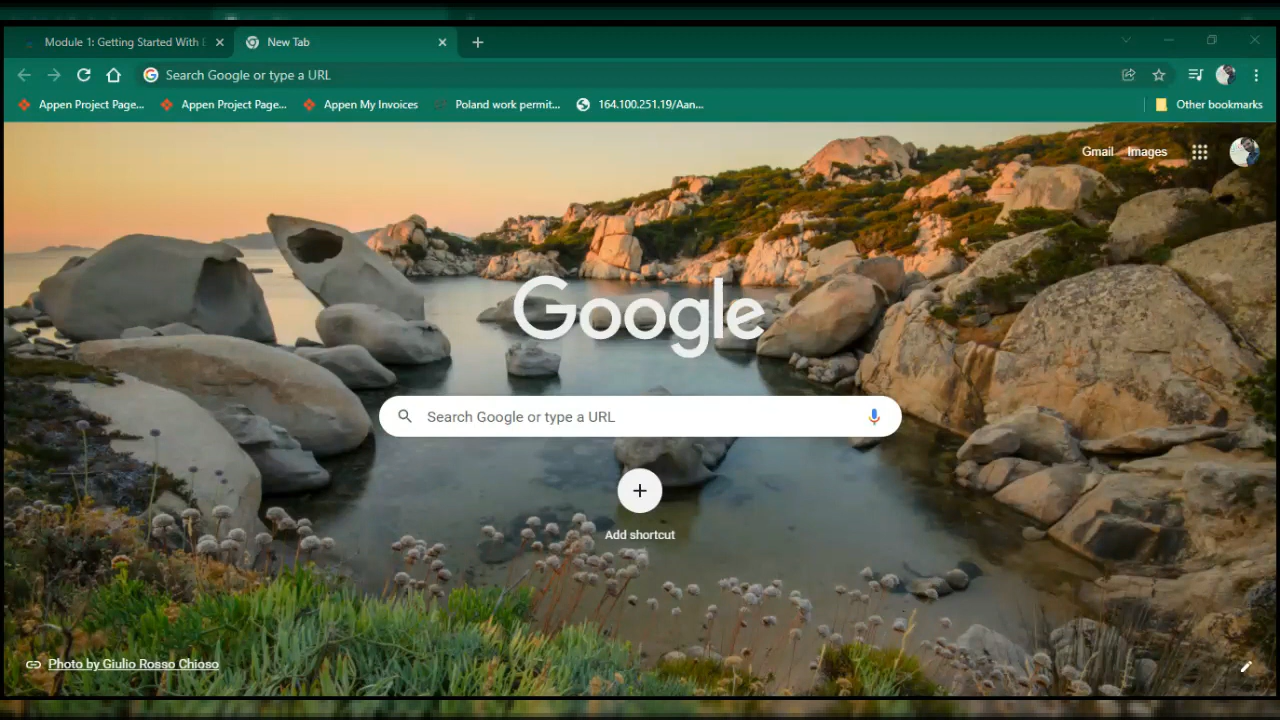 Module 1: Getting Started With
New Tab
Search Google or type a URL
Appen Project Page...
Appen Project Page...
Appen My Invoices
Poland work permit...
164.100.251.19/Aan...
Other bookmarks
Gmail
Images
Google
Search Google or type a URL
Add shortcut
Photo by Giulio Rosso Chioso